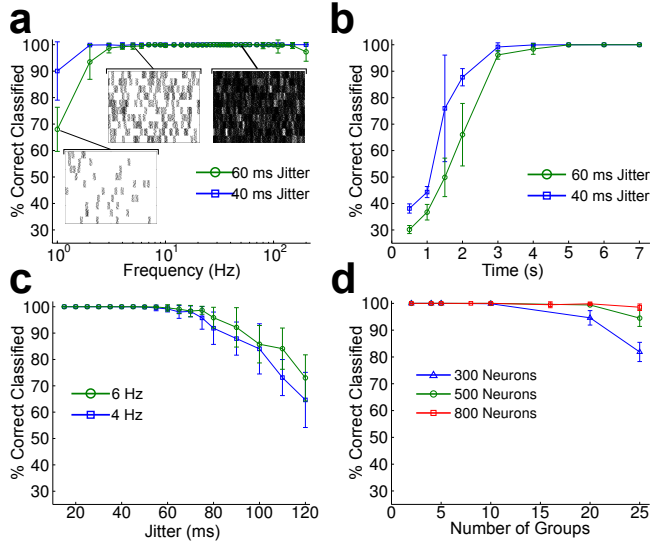 a
100
90
80
70
60
50
40
30
% Correct Classified
60 ms Jitter
40 ms Jitter
10^0
10^1
10^2
Frequency (Hz)
b
100
90
80
70
60
50
40
30
% Correct Classified
60 ms Jitter
40 ms Jitter
0 1 2 3 4 5 6 7
Time (s)
c
100
90
80
70
60
50
40
30
% Correct Classified
6 Hz
4 Hz
20 40 60 80 100 120
Jitter (ms)
d
100
90
80
70
60
50
40
30
% Correct Classified
300 Neurons
500 Neurons
800 Neurons
0 5 10 15 20 25
Number of Groups